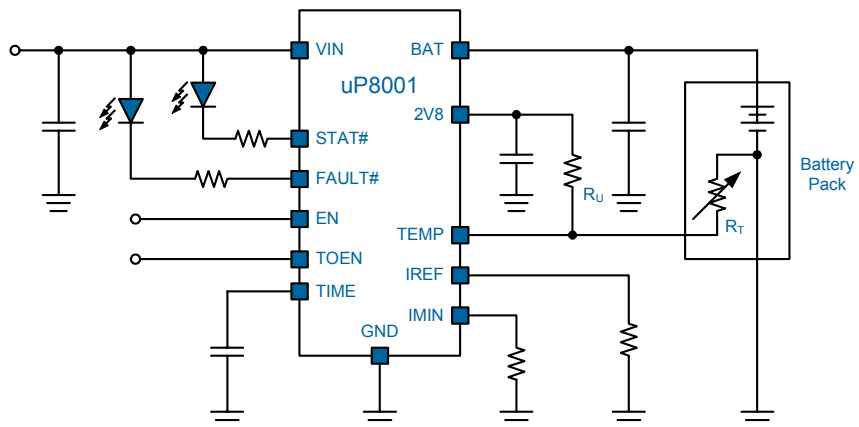 VIN
BAT
uP8001
2V8
STAT#
FAULT#
EN
TEMP
TOEN
IREF
TIME
IMIN
GND
RU
RT
Battery
Pack